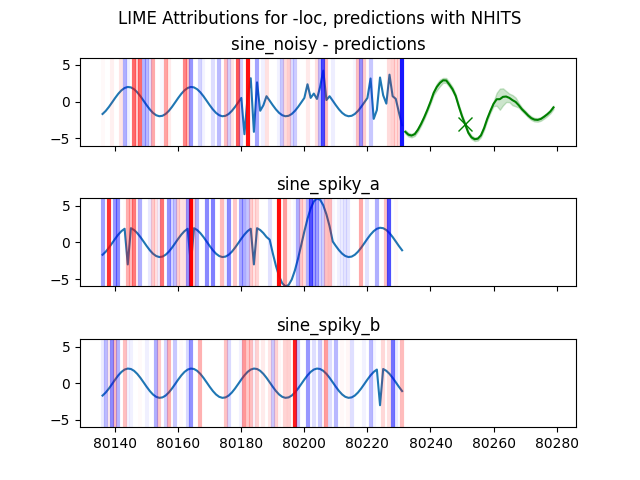 LIME Attributions for -loc, predictions with NHITS
sine_noisy - predictions
5
0
−5
sine_spiky_a
5
0
−5
sine_spiky_b
5
0
−5
80140 80160 80180 80200 80220 80240 80260 80280